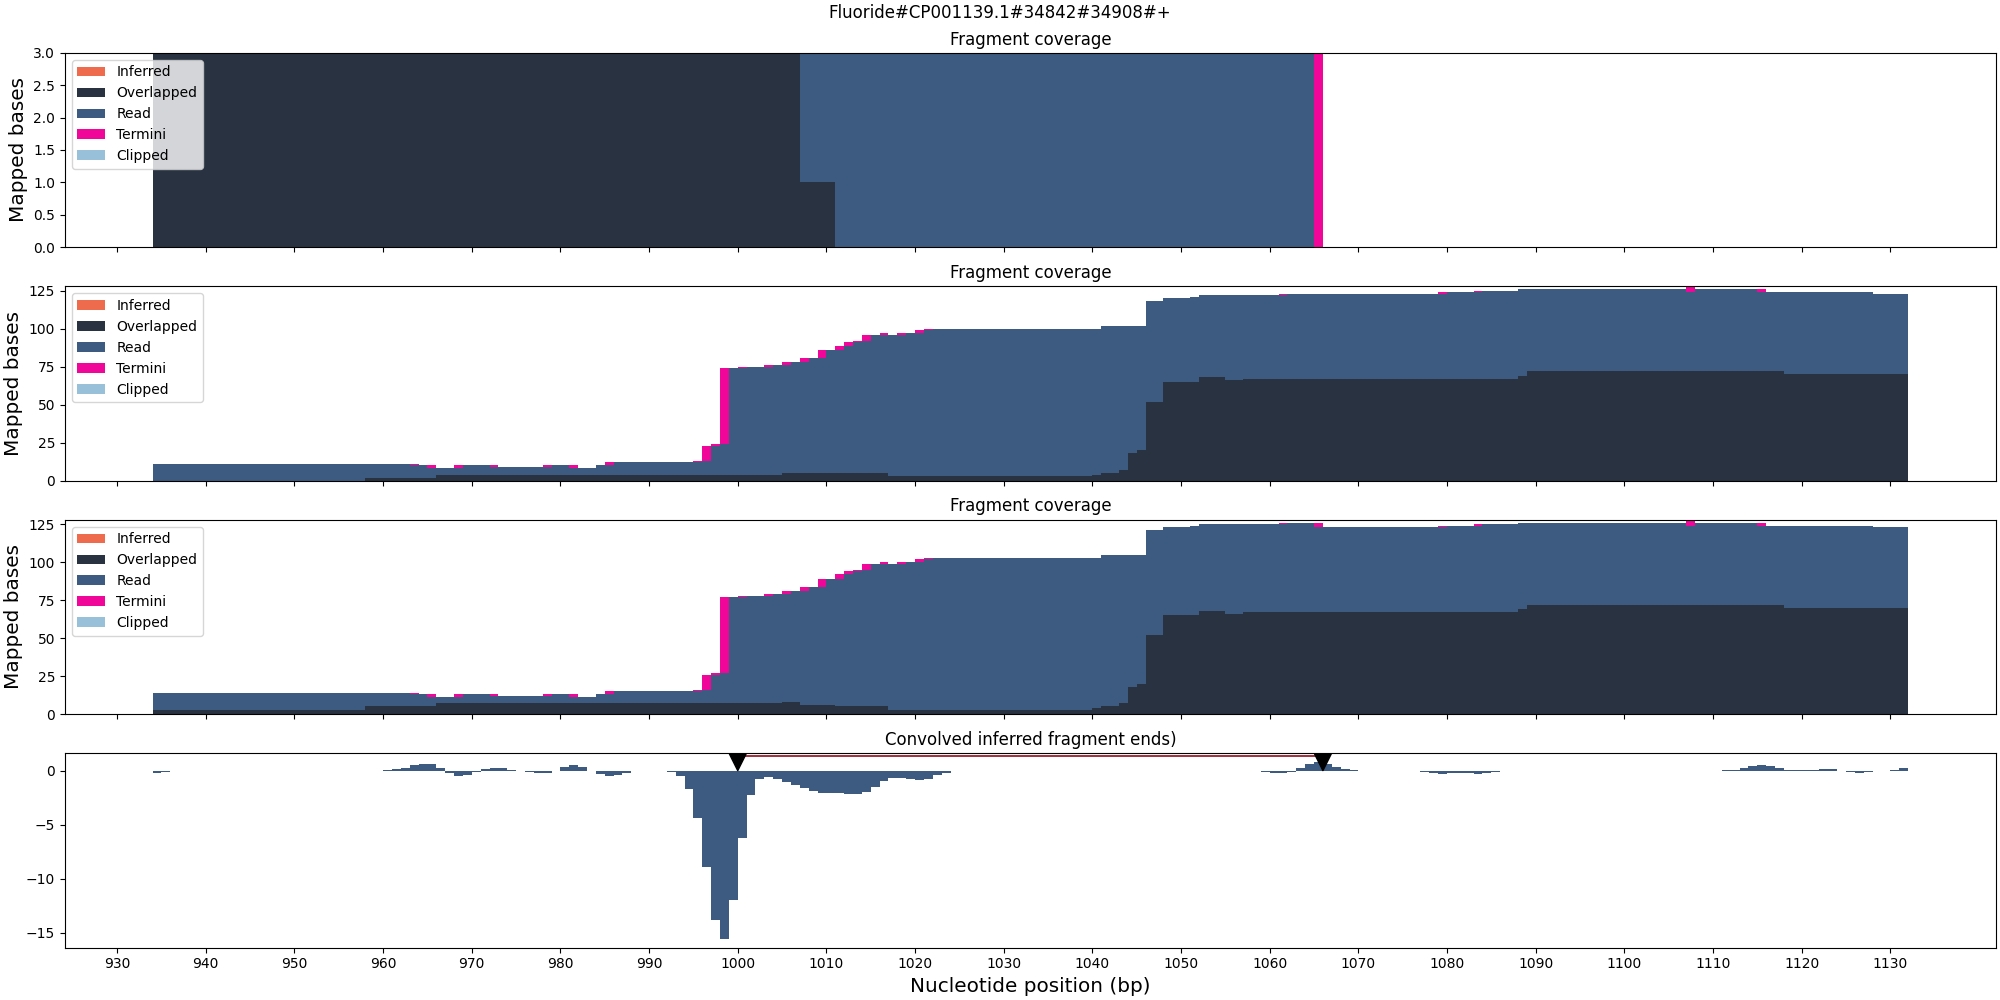 Fluoride#CP001139.1#34842#34908#+
Fragment coverage
Mapped bases
3.0
2.5
2.0
1.5
1.0
0.5
0.0
Inferred
Overlapped
Read
Termini
Clipped
Fragment coverage
Mapped bases
125
100
75
50
25
0
Inferred
Overlapped
Read
Termini
Clipped
Fragment coverage
Mapped bases
125
100
75
50
25
0
Inferred
Overlapped
Read
Termini
Clipped
Convolved inferred fragment ends)
0
−5
−10
−15
930 940 950 960 970 980 990 1000 1010 1020 1030 1040 1050 1060 1070 1080 1090 1100 1110 1120 1130
Nucleotide position (bp)